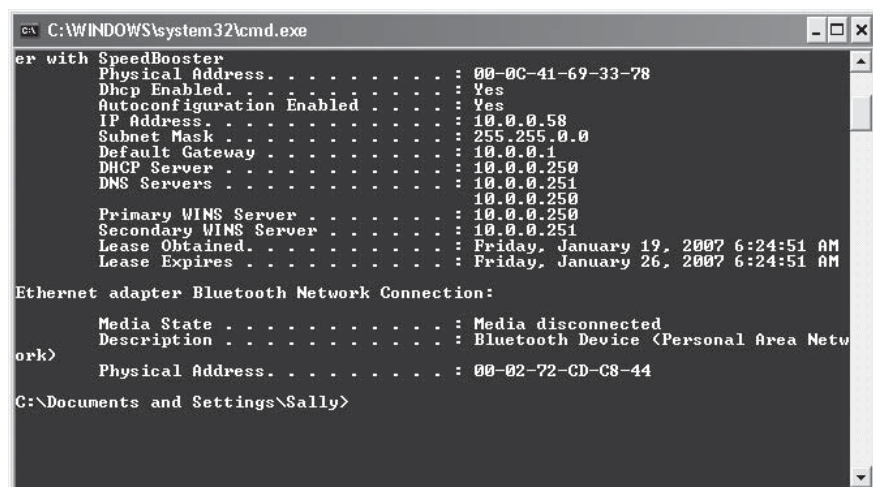 C:\WINDOWS\system32\cmd.exe
er with SpeedBooster
Physical Address. . . . . . . . . : 00-0C-41-69-33-78
Dhcp Enabled. . . . . . . . . . . : Yes
Autoconfiguration Enabled . . . . : Yes
IP Address. . . . . . . . . . . . : 10.0.0.58
Subnet Mask . . . . . . . . . . . : 255.255.0.0
Default Gateway . . . . . . . . . : 10.0.0.1
DHCP Server . . . . . . . . . . . : 10.0.0.250
DNS Servers . . . . . . . . . . . : 10.0.0.251
10.0.0.250
Primary WINS Server . . . . . . . : 10.0.0.250
Secondary WINS Server . . . . . . : 10.0.0.251
Lease Obtained. . . . . . . . . . : Friday, January 19, 2007 6:24:51 AM
Lease Expires . . . . . . . . . . : Friday, January 26, 2007 6:24:51 AM
Ethernet adapter Bluetooth Network Connection:
Media State . . . . . . . . . . . : Media disconnected
Description . . . . . . . . . . . : Bluetooth Device (Personal Area Netw
ork)
Physical Address. . . . . . . . . : 00-02-72-CD-C8-44
C:\Documents and Settings\Sally>